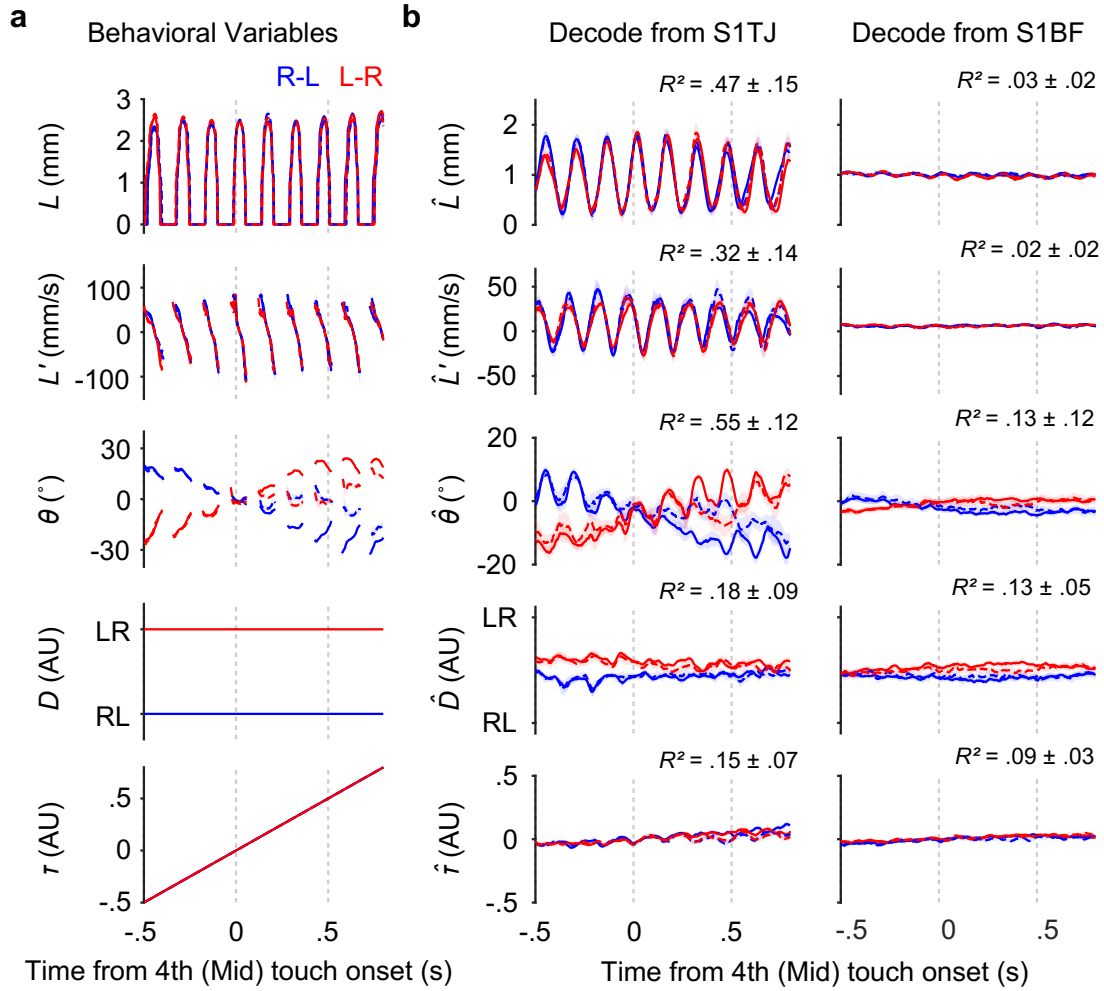 a
Behavioral Variables
R-L L-R
3
2
1
0
L (mm)
100
0
-100
L' (mm/s)
30
0
-30
θ (°)
LR
RL
D (AU)
.5
0
-.5
τ (AU)
-.5 0 .5
Time from 4th (Mid) touch onset (s)
b
Decode from S1TJ Decode from S1BF
R² = .47 ± .15 R² = .03 ± .02
2
1
0
L̂ (mm)
R² = .32 ± .14 R² = .02 ± .02
50
0
-50
L̂' (mm/s)
R² = .55 ± .12 R² = .13 ± .12
20
0
-20
θ̂ (°)
R² = .18 ± .09 R² = .13 ± .05
LR
RL
D̂ (AU)
R² = .15 ± .07 R² = .09 ± .03
.5
0
-.5
τ̂ (AU)
-.5 0 .5 -.5 0 .5
Time from 4th (Mid) touch onset (s)